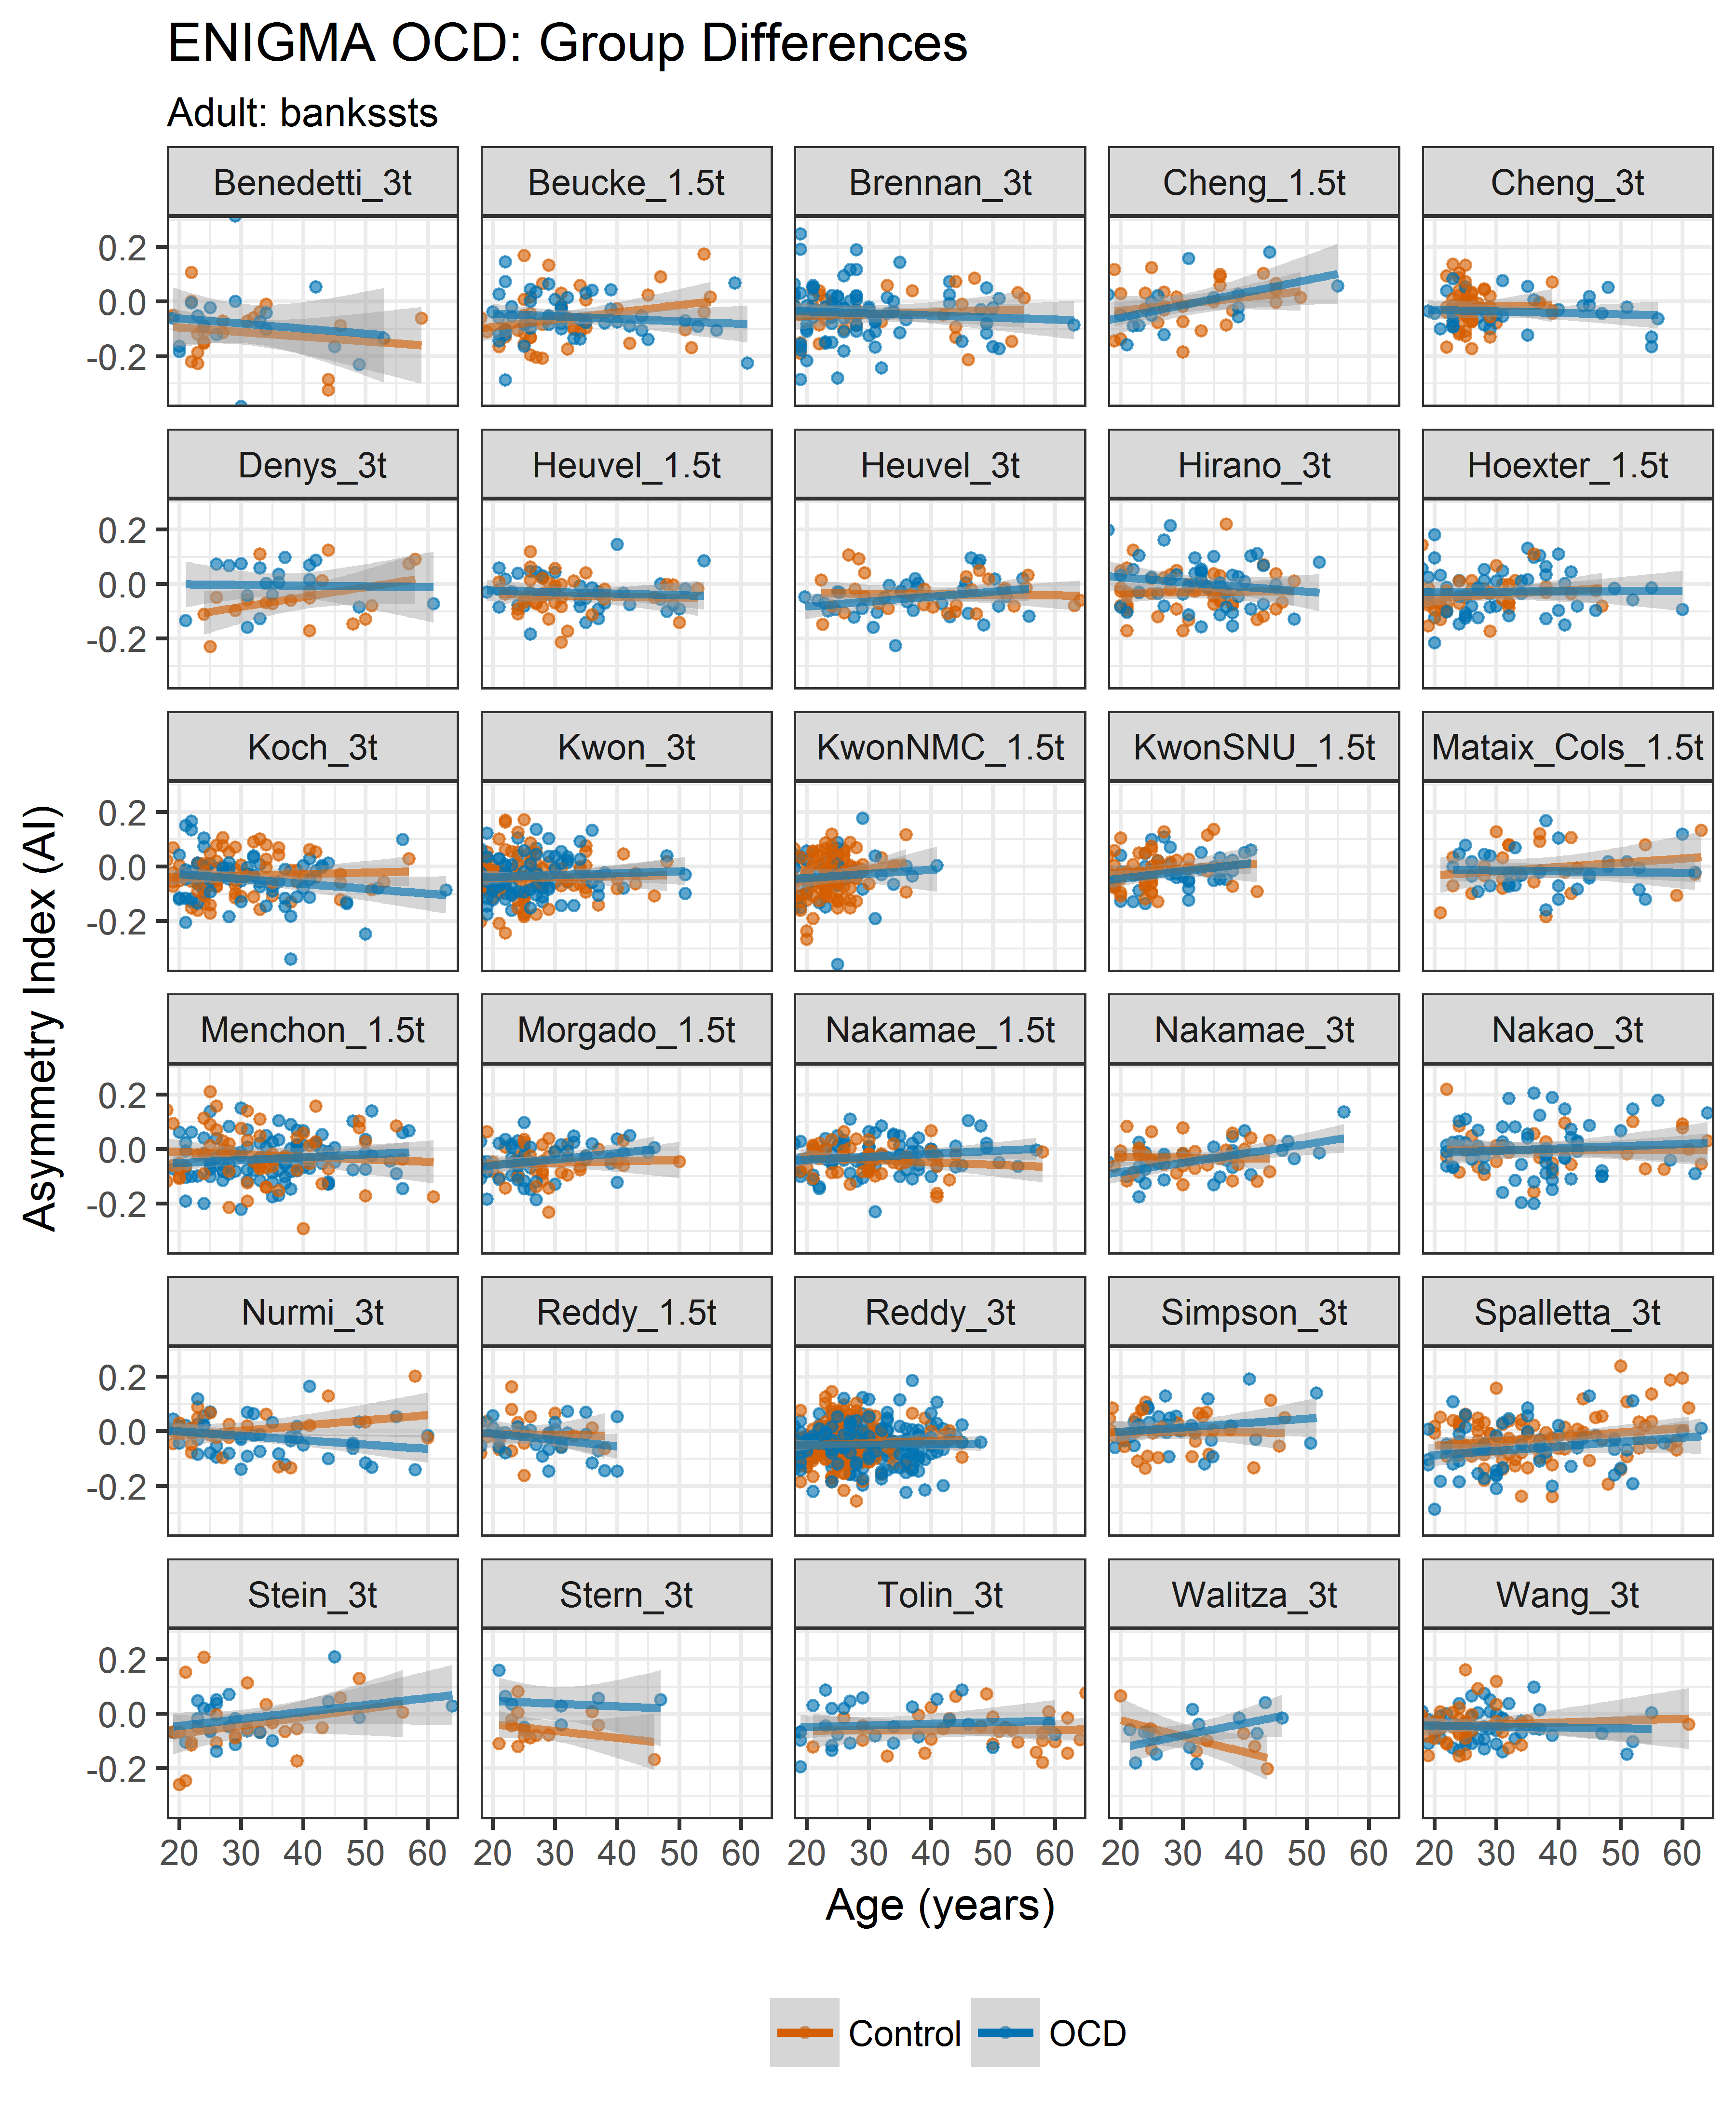 ENIGMA OCD: Group Differences
Adult: bankssts
Benedetti_3t Beucke_1.5t Brennan_3t Cheng_1.5t Cheng_3t
0.2
0.0
-0.2
Denys_3t Heuvel_1.5t Heuvel_3t Hirano_3t Hoexter_1.5t
0.2
0.0
-0.2
Koch_3t Kwon_3t KwonNMC_1.5t KwonSNU_1.5t Mataix_Cols_1.5t
0.2
0.0
-0.2
Menchon_1.5t Morgado_1.5t Nakamae_1.5t Nakamae_3t Nakao_3t
0.2
0.0
-0.2
Nurmi_3t Reddy_1.5t Reddy_3t Simpson_3t Spalletta_3t
0.2
0.0
-0.2
Stein_3t Stern_3t Tolin_3t Walitza_3t Wang_3t
0.2
0.0
-0.2
20 30 40 50 60 20 30 40 50 60 20 30 40 50 60 20 30 40 50 60 20 30 40 50 60
Asymmetry Index (AI)
Age (years)
Control OCD